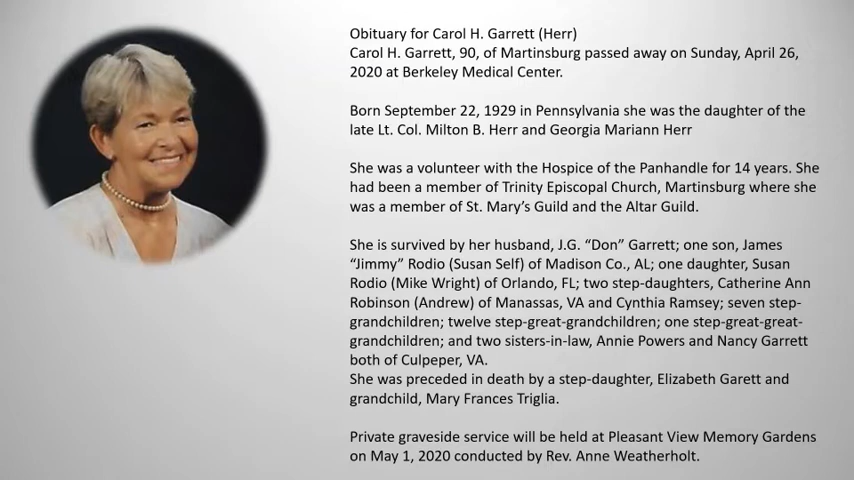 Obituary for Carol H. Garrett (Herr)
Carol H. Garrett, 90, of Martinsburg passed away on Sunday, April 26,
2020 at Berkeley Medical Center.
Born September 22, 1929 in Pennsylvania she was the daughter of the
late Lt. Col. Milton B. Herr and Georgia Mariann Herr
She was a volunteer with the Hospice of the Panhandle for 14 years. She
had been a member of Trinity Episcopal Church, Martinsburg where she
was a member of St. Mary’s Guild and the Altar Guild.
She is survived by her husband, J.G. “Don” Garrett; one son, James
“Jimmy” Rodio (Susan Self) of Madison Co., AL; one daughter, Susan
Rodio (Mike Wright) of Orlando, FL; two step-daughters, Catherine Ann
Robinson (Andrew) of Manassas, VA and Cynthia Ramsey; seven step-
grandchildren; twelve step-great-grandchildren; one step-great-great-
grandchildren; and two sisters-in-law, Annie Powers and Nancy Garrett
both of Culpeper, VA.
She was preceded in death by a step-daughter, Elizabeth Garett and
grandchild, Mary Frances Triglia.
Private graveside service will be held at Pleasant View Memory Gardens
on May 1, 2020 conducted by Rev. Anne Weatherholt.